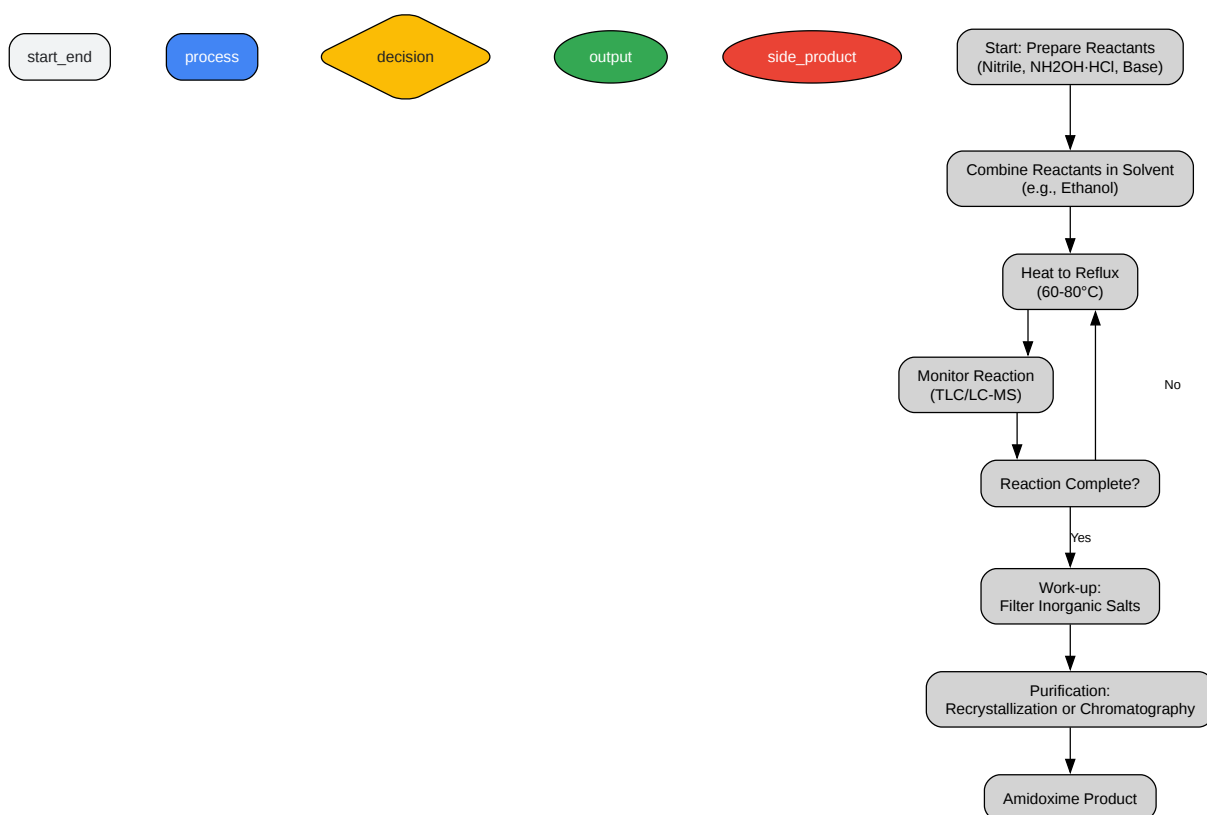 start_end
process
decision
output
side_product
Start: Prepare Reactants
(Nitrile, NH2OH·HCl, Base)
Combine Reactants in Solvent
(e.g., Ethanol)
Heat to Reflux
(60-80°C)
Monitor Reaction
(TLC/LC-MS)
No
Reaction Complete?
Yes
Work-up:
Filter Inorganic Salts
Purification:
Recrystallization or Chromatography
Amidoxime Product